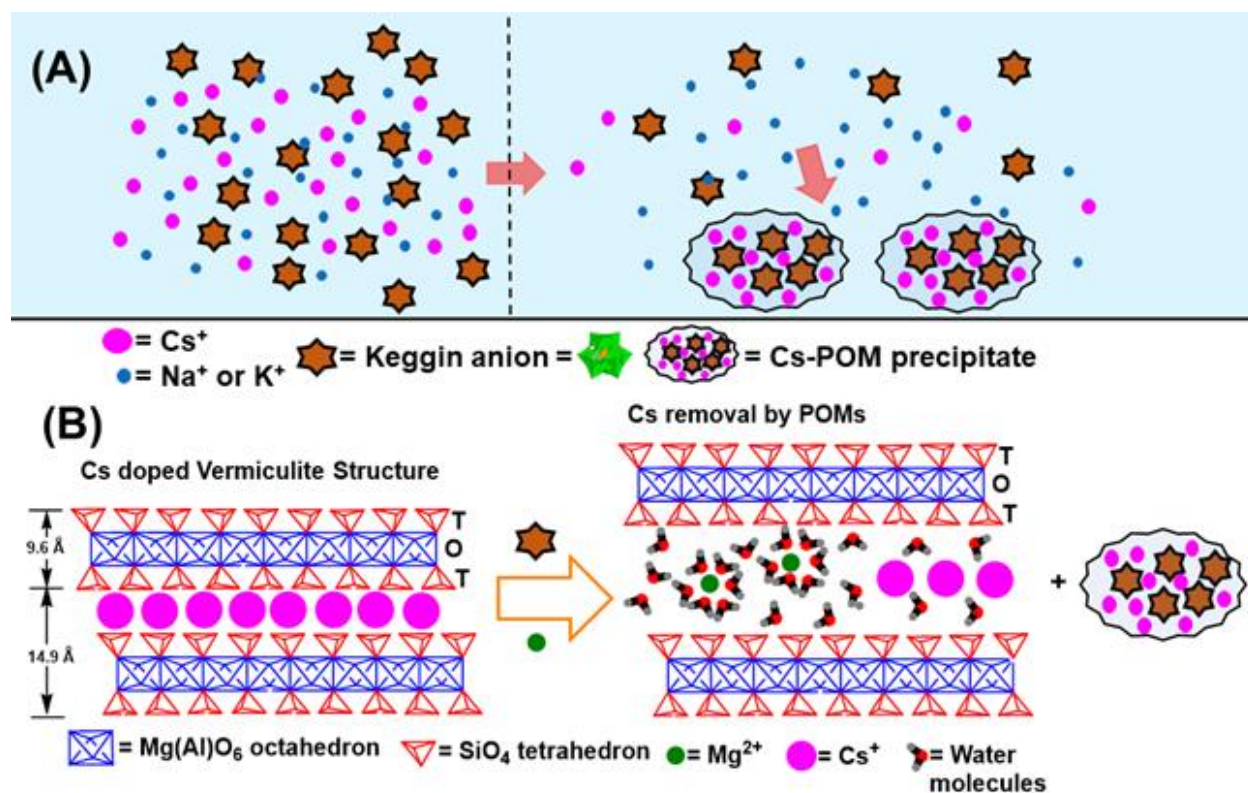 (A)
= Cs⁺
= Na⁺ or K⁺
= Keggin anion =
= Cs-POM precipitate
(B)
Cs doped Vermiculite Structure
Cs removal by POMs
9.6 Å
14.9 Å
T
O
T
T
O
T
+
= Mg(Al)O₆ octahedron
= SiO₄ tetrahedron
= Mg²⁺
= Cs⁺
= Water
molecules